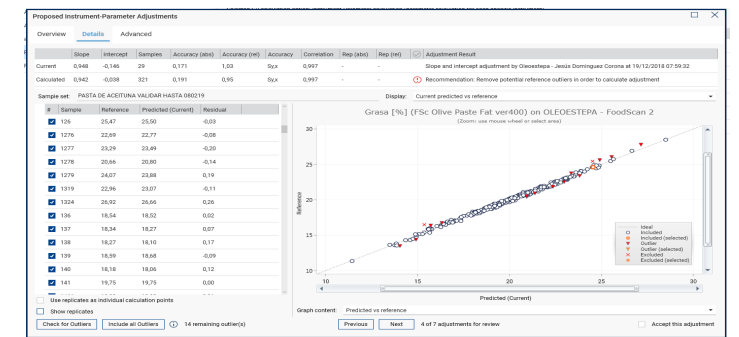 Proposed Instrument-Parameter Adjustments
Overview Details Advanced
Slope Intercept Samples Accuracy (abs) Accuracy (rel) Accuracy Correlation Rep (abs) Rep (rel) Adjustment Result
Current 0,948 -0,146 29 0,171 1,03 Sy,x 0,997 - - Slope and intercept adjustment by Oleoestepa - Jesús Domínguez Corona at 19/12/2018 07:59:32
Calculated 0,942 -0,038 321 0,191 0,95 Sy,x 0,997 - - Recommendation: Remove potential reference outliers in order to calculate adjustment
Sample set: PASTA DE ACEITUNA VALIDAR HASTA 080219 Display: Current predicted vs reference
# Sample Reference Predicted (Current) Residual
126 25,47 25,50 -0,03
1276 22,69 22,77 -0,08
1277 23,29 23,49 -0,20
1278 20,66 20,80 -0,14
1279 24,07 23,88 0,19
1319 22,96 23,07 -0,11
1324 26,92 26,66 0,26
136 18,54 18,52 0,02
137 18,34 18,27 0,07
138 18,27 18,10 0,17
139 18,59 18,68 -0,09
140 18,18 18,06 0,12
141 19,75 19,75 0,00
Use replicates as individual calculation points
Show replicates
Check for Outliers Include all Outliers 14 remaining outlier(s)
Grasa [%] (FSc Olive Paste Fat ver400) on OLEOESTEPA - FoodScan 2
(Zoom: use mouse wheel or select area)
Reference
30
25
20
15
10
10 15 20 25 30
Predicted (Current)
Ideal
Included
Included (selected)
Outlier
Outlier (selected)
Excluded
Excluded (selected)
Graph content: Predicted vs reference
Previous Next 4 of 7 adjustments for review Accept this adjustment